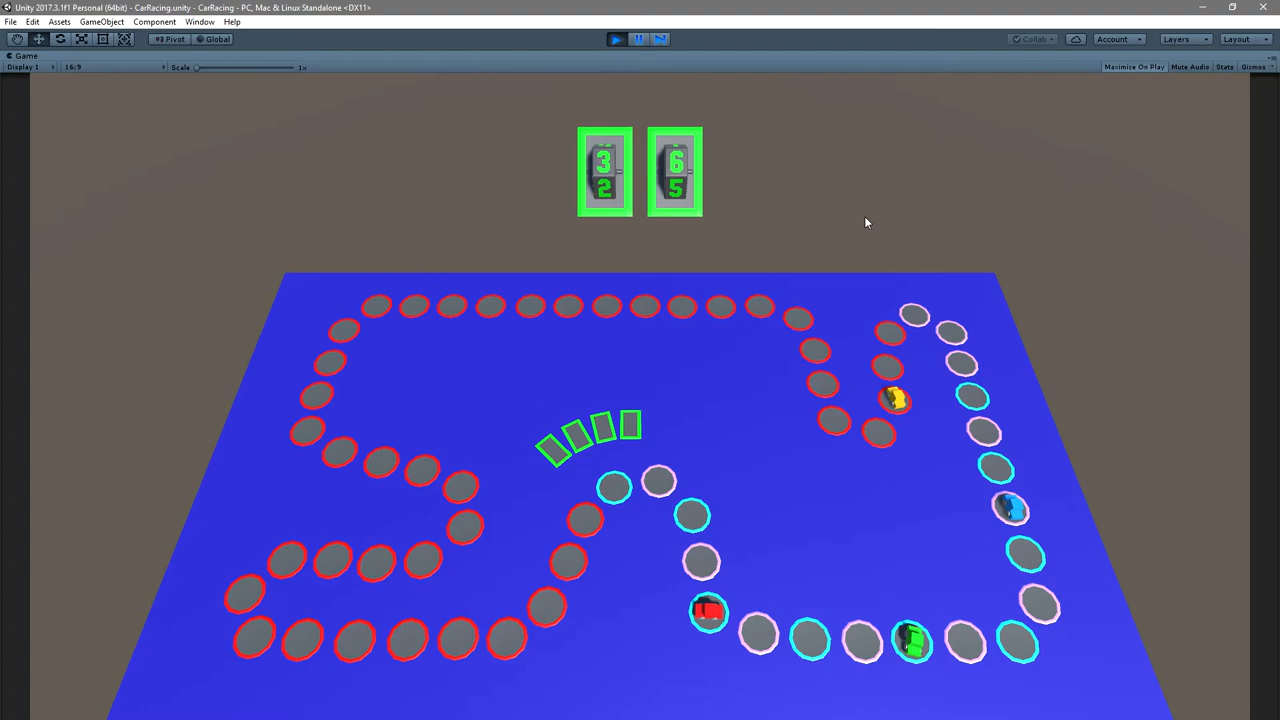 Unity 2017.3.1f1 Personal (64bit) - CarRacing.unity - CarRacing - PC, Mac & Linux Standalone <DX11>
File Edit Assets GameObject Component Window Help
Pivot Global Collab Account Layers Layout
Game
Display 1 16:9 Scale 1x Maximize On Play Mute Audio Stats Gizmos
3 6
2 5